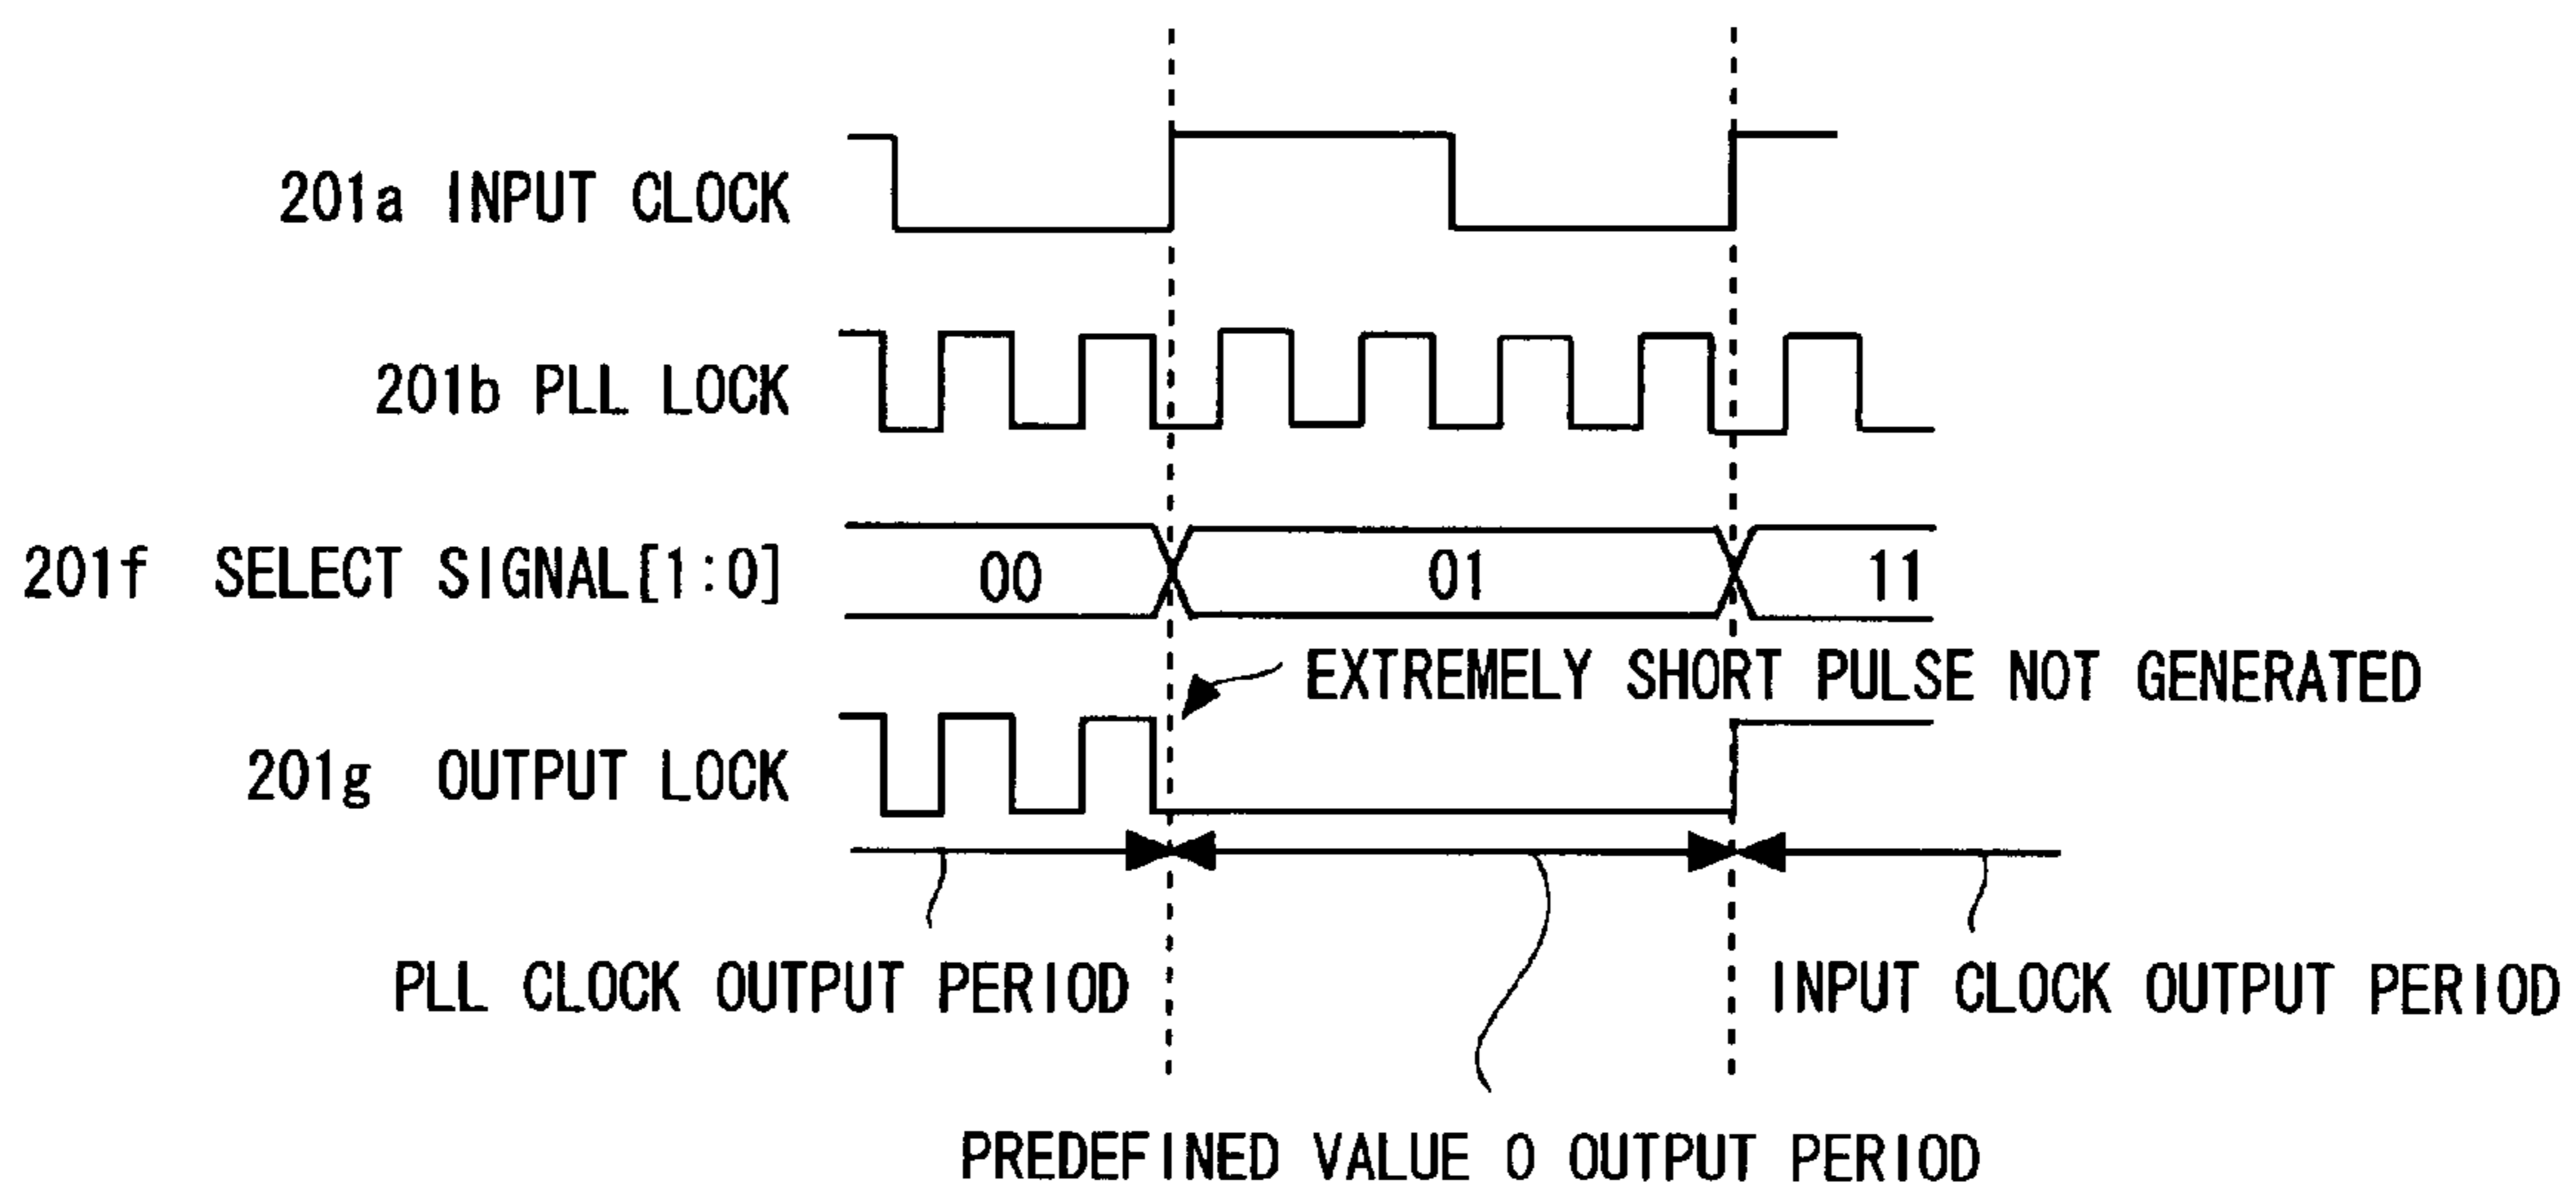 201a INPUT CLOCK
201b PLL LOCK
201f SELECT SIGNAL[1:0]
00
01
11
EXTREMELY SHORT PULSE NOT GENERATED
201g OUTPUT LOCK
PLL CLOCK OUTPUT PERIOD
INPUT CLOCK OUTPUT PERIOD
PREDEFINED VALUE 0 OUTPUT PERIOD